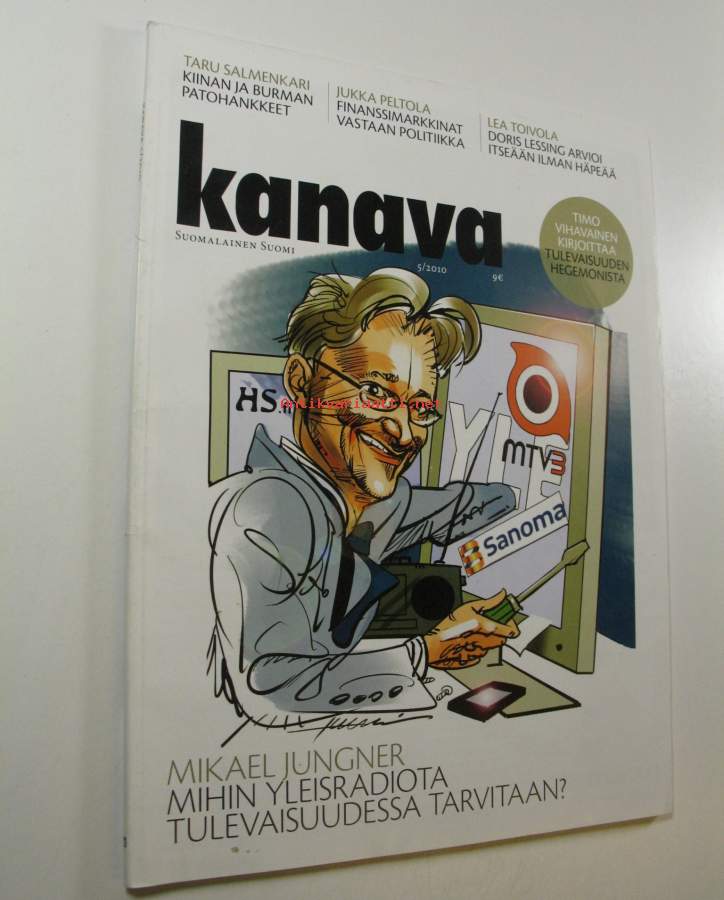 TARU SALMENKARI
KIINAN JA BURMAN
PATOHANKKEET
JUKKA PELTOLA
FINANSSIMARKKINAT
VASTAAN POLITIIKKA
LEA TOIVOLA
DORIS LESSING ARVIOI
ITSEÄÄN ILMAN HÄPEÄÄ
kanava
SUOMALAINEN SUOMI
5/2010
9€
TIMO
VIHAVAINEN
KIRJOITTAA
TULEVAISUUDEN
HEGEMONISTA
HS.
Antikvariaatti.net
YLE
MTV3
Sanoma
MIKAEL JUNGNER
MIHIN YLEISRADIOTA
TULEVAISUUDESSA TARVITAAN?